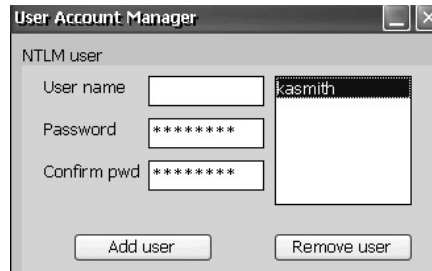 User Account Manager
NTLM user
User name
kasmith
Password ********
Confirm pwd ********
Add user Remove user